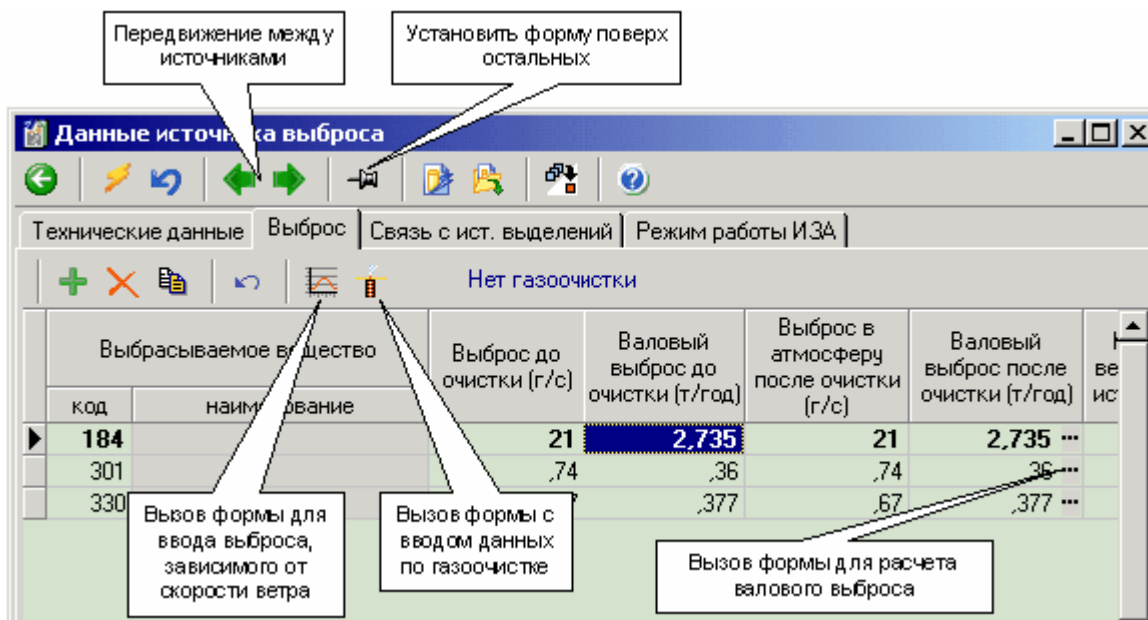 Передвижение между
источниками
Установить форму поверх
остальных
Данные источника выброса
Технические данные
Выброс
Связь с ист. выделений
Режим работы ИЗА
Нет газоочистки
Выбрасываемое вещество
Выброс до
очистки (г/с)
Валовый
выброс до
очистки (т/год)
Выброс в
атмосферу
после очистки
(г/с)
Валовый
выброс после
очистки (т/год)
код
наименование
184 21 2,735 21 2,735 ...
301 ,74 ,36 ,74 ,36 ...
330 ,377 ,67 ,377 ...
Вызов формы для
ввода выброса,
зависимого от
скорости ветра
Вызов формы с
вводом данных
по газоочистке
Вызов формы для расчета
валового выброса